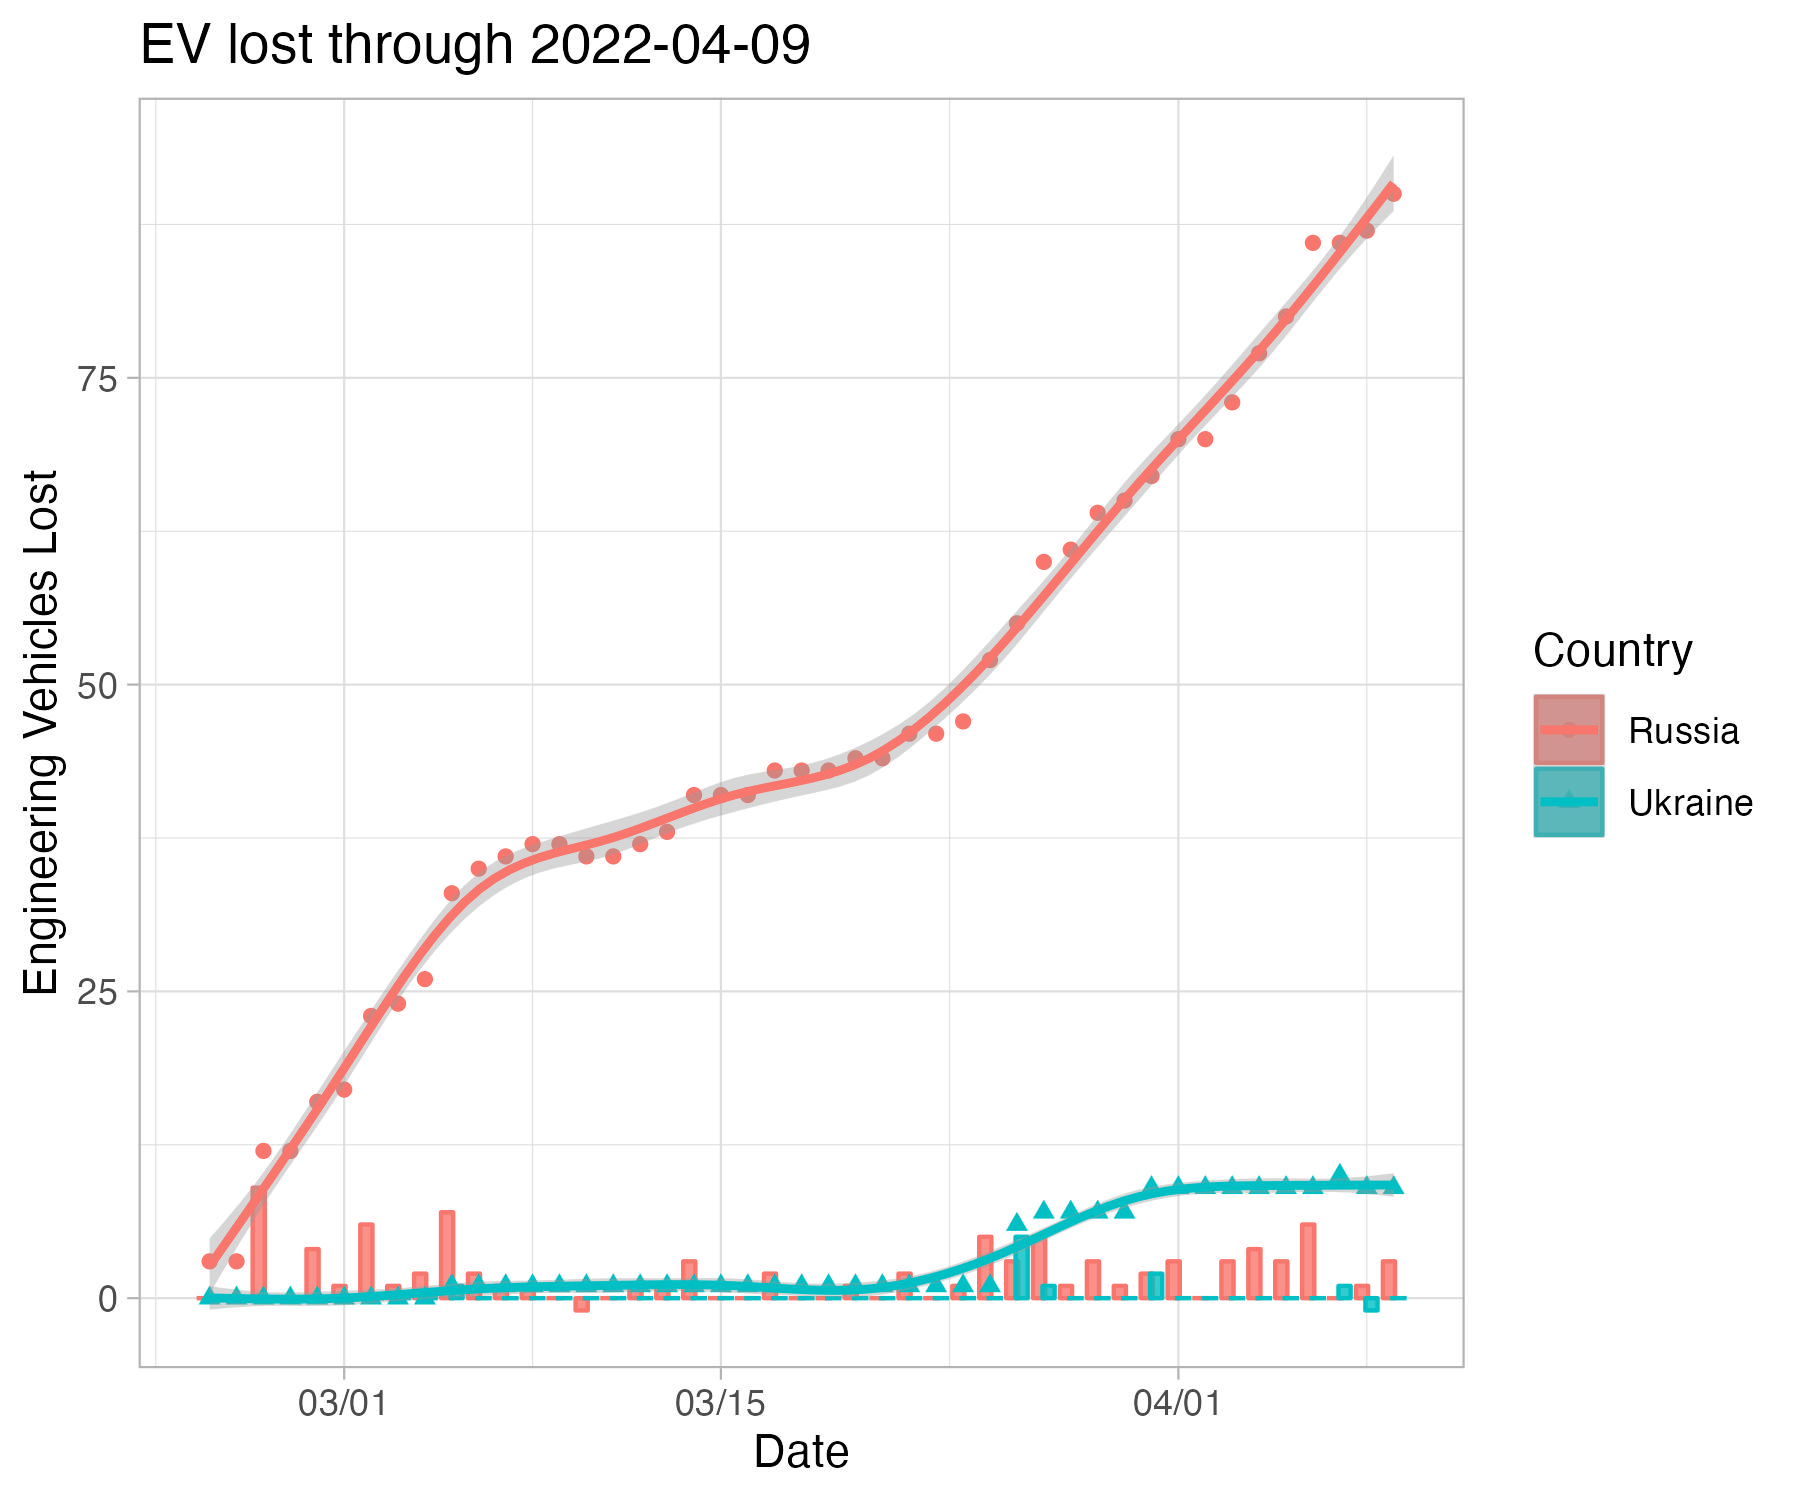 EV lost through 2022-04-09
Engineering Vehicles Lost
75
50
25
0
03/01
03/15
04/01
Date
Country
Russia
Ukraine